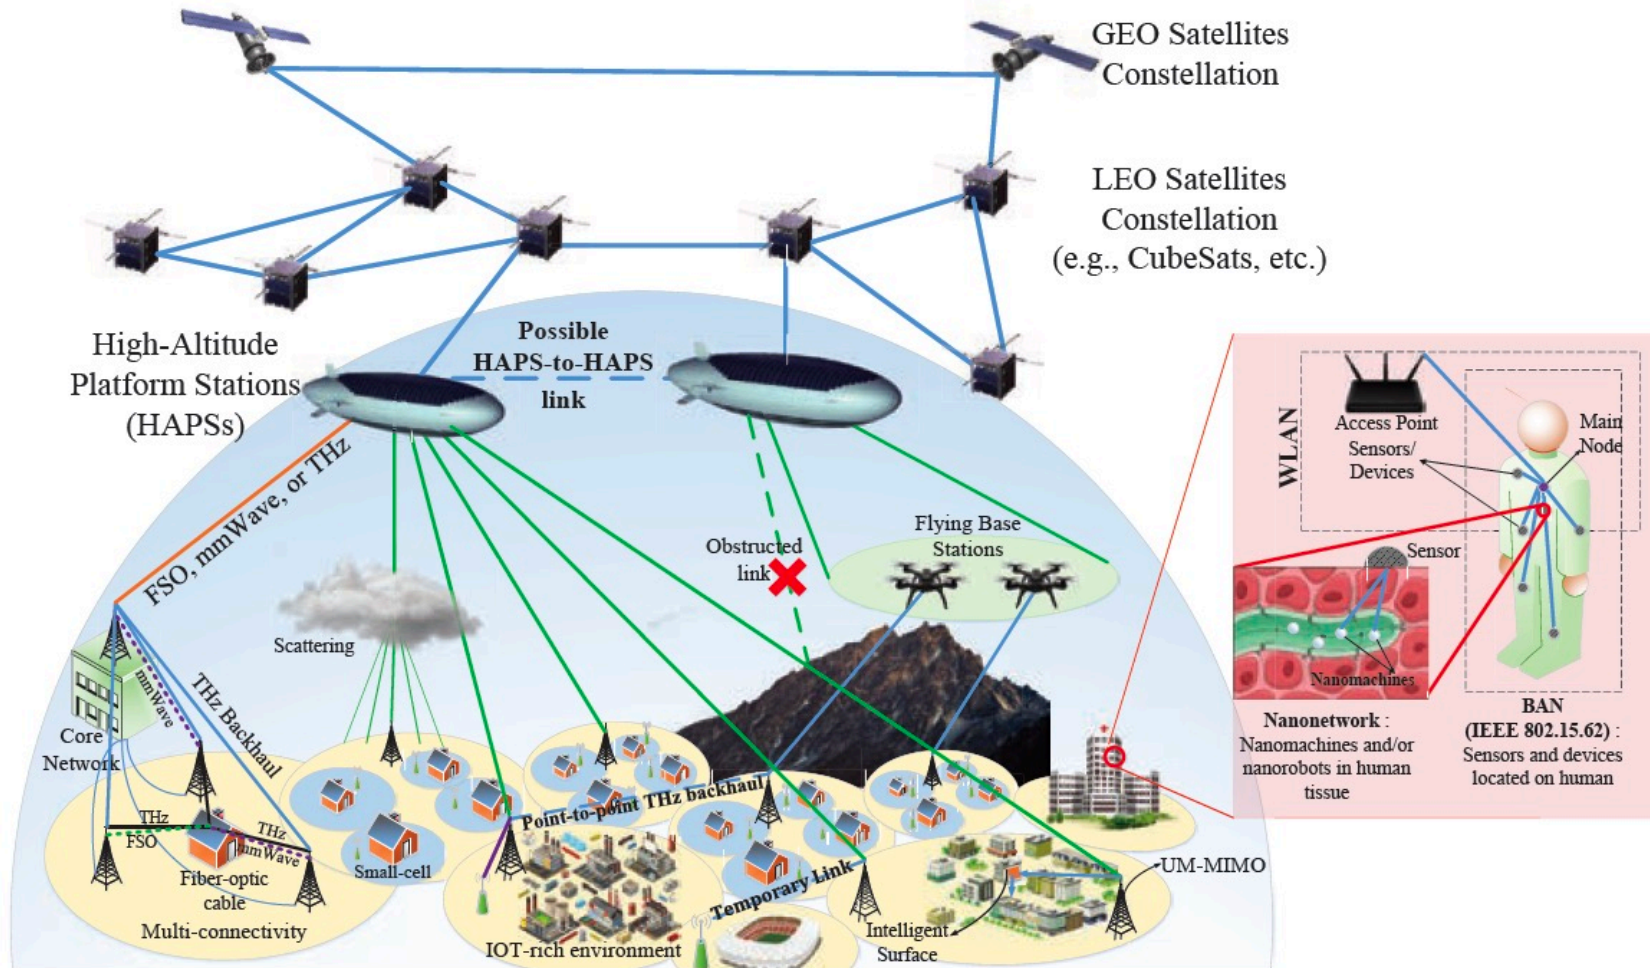 GEO Satellites
Constellation
LEO Satellites
Constellation
(e.g., CubeSats, etc.)
High-Altitude
Platform Stations
(HAPSs)
Possible
HAPS-to-HAPS
link
FSO, mmWave, or THz
Obstructed
link
Flying Base
Stations
Scattering
mmWave
THz Backhaul
Core
Network
THz
FSO
THz
mmWave
Fiber-optic
cable
Multi-connectivity
Small-cell
Point-to-point THz backhaul
Temporary Link
IOT-rich environment
Intelligent
Surface
UM-MIMO
WLAN
Access Point
Sensors/
Devices
Main
Node
Sensor
Nanomachines
Nanonetwork :
Nanomachines and/or
nanorobots in human
tissue
BAN
(IEEE 802.15.62) :
Sensors and devices
located on human